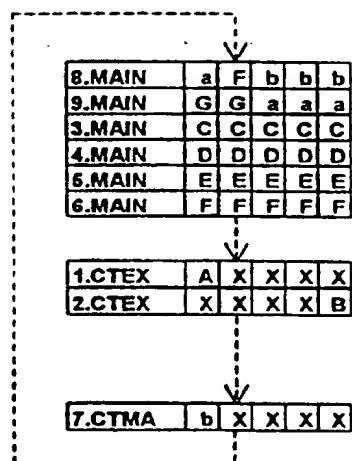 8.MAIN a F b b b
9.MAIN G G a a a
3.MAIN C C C C C
4.MAIN D D D D D
5.MAIN E E E E E
6.MAIN F F F F F
1.CTEX A X X X X
2.CTEX X X X X B
7.CTMA b X X X X